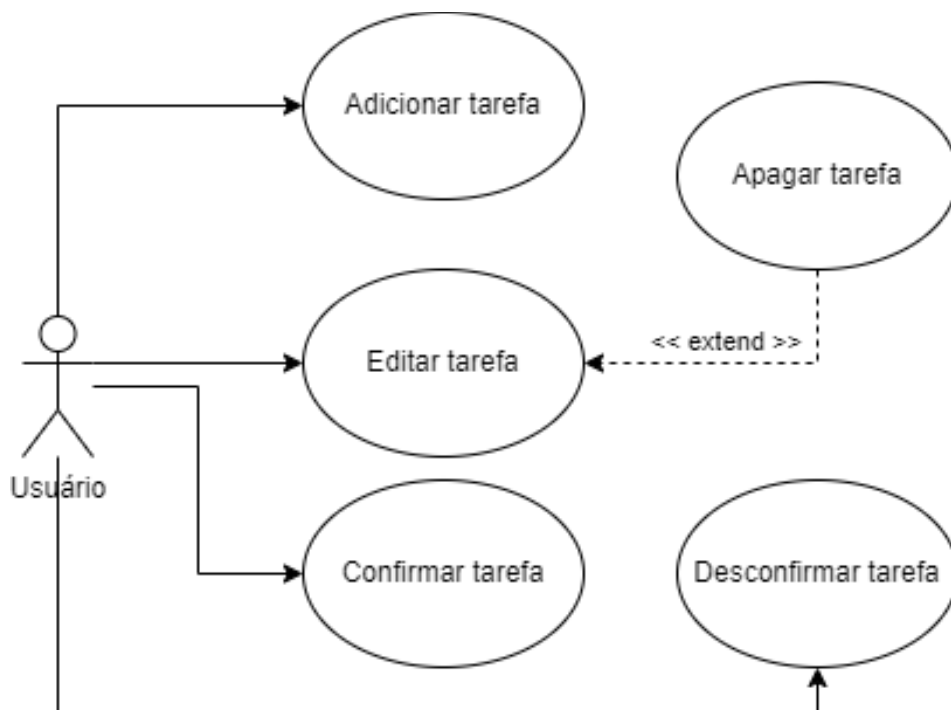 Adicionar tarefa
Apagar tarefa
<< extend >>
Editar tarefa
Usuário
Confirmar tarefa
Desconfirmar tarefa